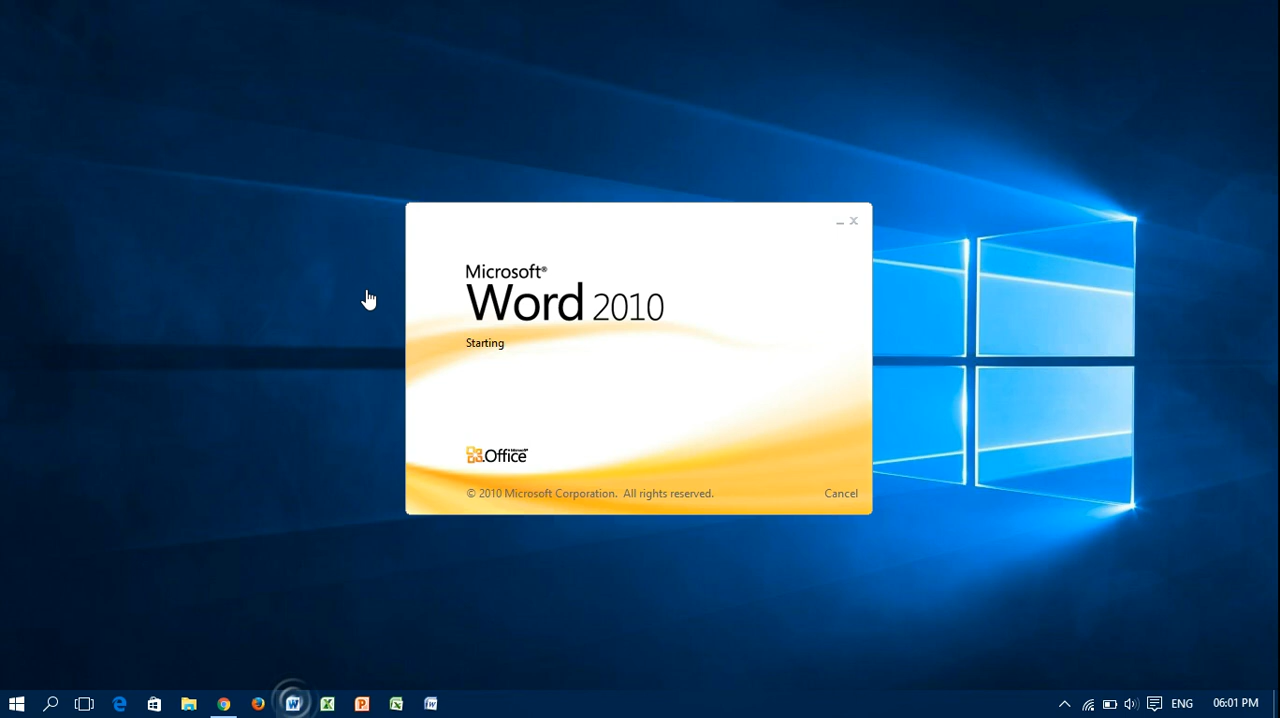 Microsoft®
Word 2010
Starting
Office
© 2010 Microsoft Corporation. All rights reserved.
Cancel
ENG
06:01 PM